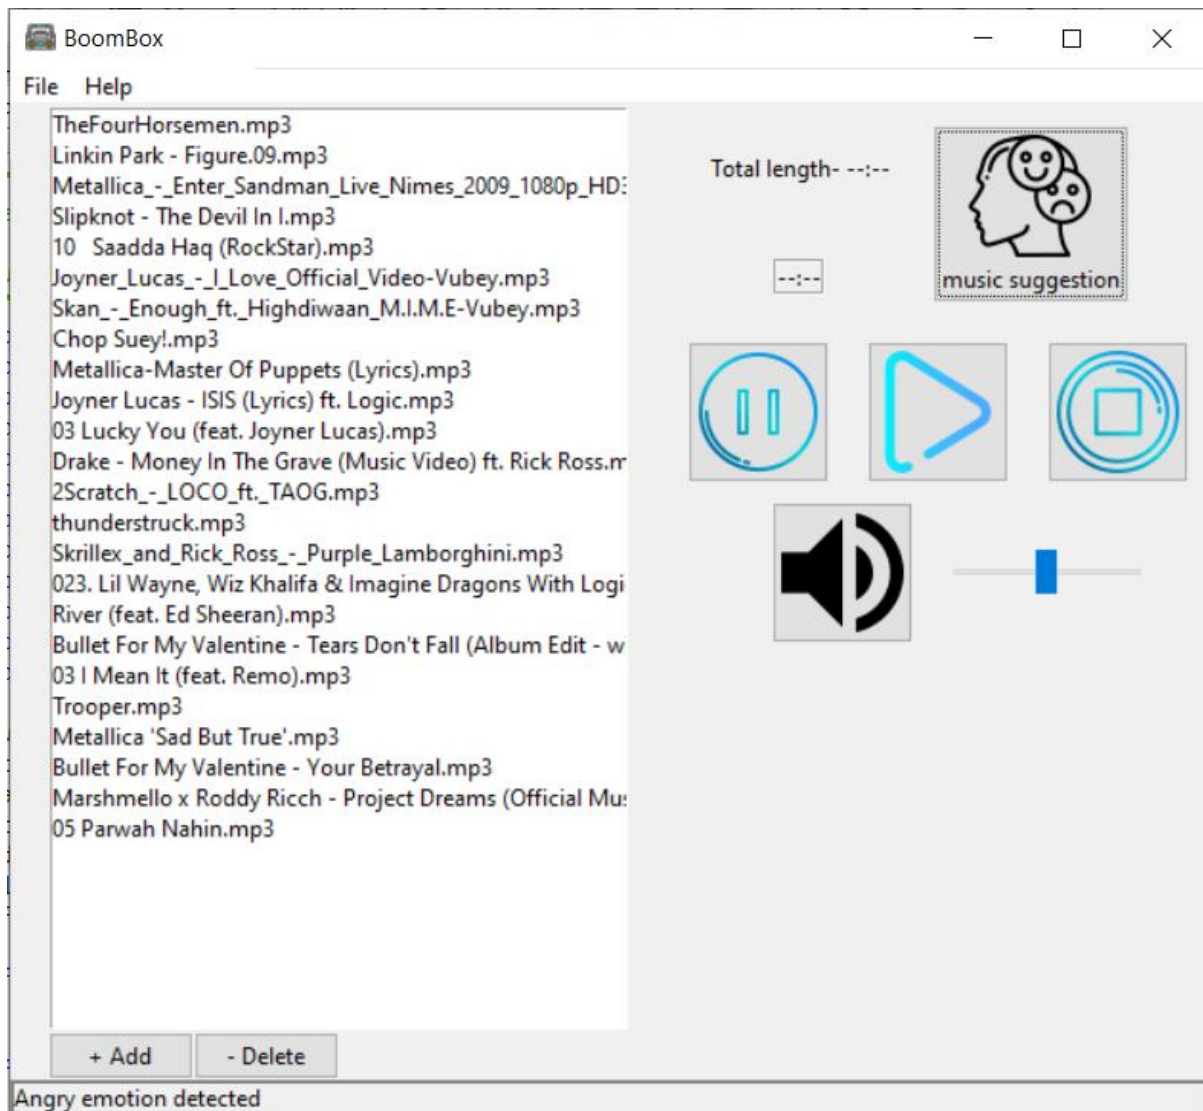 BoomBox
File Help
TheFourHorsemen.mp3
Linkin Park - Figure.09.mp3
Metallica_-_Enter_Sandman_Live_Nimes_2009_1080p_HD3
Slipknot - The Devil In I.mp3
10   Saadda Haq (RockStar).mp3
Joyner_Lucas_-_I_Love_Official_Video-Vubey.mp3
Skan_-_Enough_ft._Highdiwaan_M.I.M.E-Vubey.mp3
Chop Suey!.mp3
Metallica-Master Of Puppets (Lyrics).mp3
Joyner Lucas - ISIS (Lyrics) ft. Logic.mp3
03 Lucky You (feat. Joyner Lucas).mp3
Drake - Money In The Grave (Music Video) ft. Rick Ross.m
2Scratch_-_LOCO_ft._TAOG.mp3
thunderstruck.mp3
Skrillex_and_Rick_Ross_-_Purple_Lamborghini.mp3
023. Lil Wayne, Wiz Khalifa & Imagine Dragons With Logi
River (feat. Ed Sheeran).mp3
Bullet For My Valentine - Tears Don't Fall (Album Edit - w
03 I Mean It (feat. Remo).mp3
Trooper.mp3
Metallica 'Sad But True'.mp3
Bullet For My Valentine - Your Betrayal.mp3
Marshmello x Roddy Ricch - Project Dreams (Official Mu
05 Parwah Nahin.mp3
+ Add
- Delete
Total length- --:--
--:--
music suggestion
Angry emotion detected